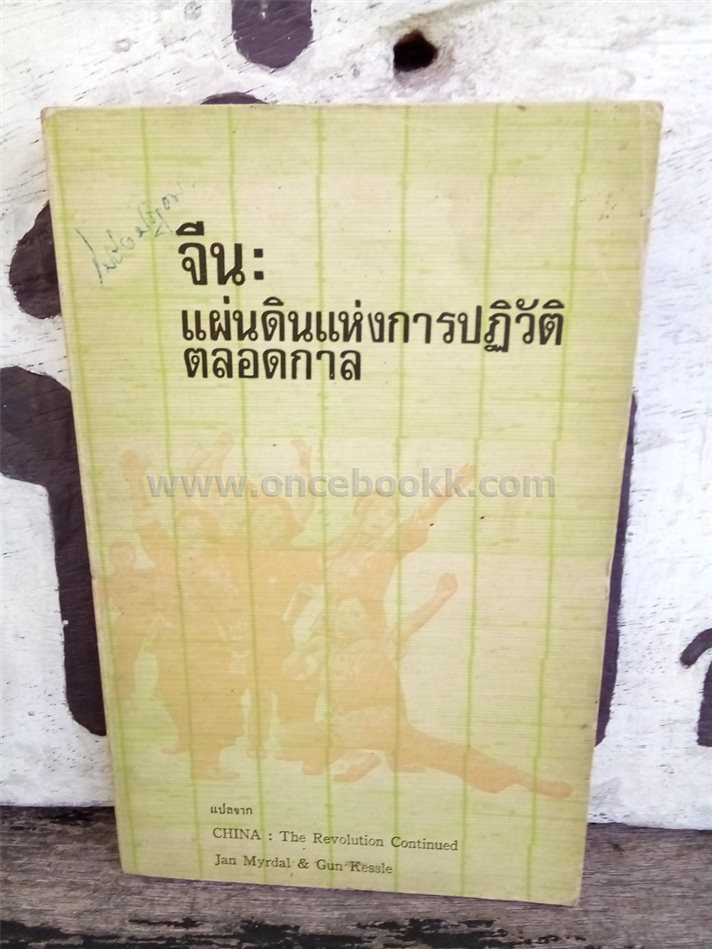 จีน:
แผ่นดินแห่งการปฏิวัติ
ตลอดกาล
www.oncebookk.com
แปลจาก
CHINA : The Revolution Continued
Jan Myrdal & Gun Kessle